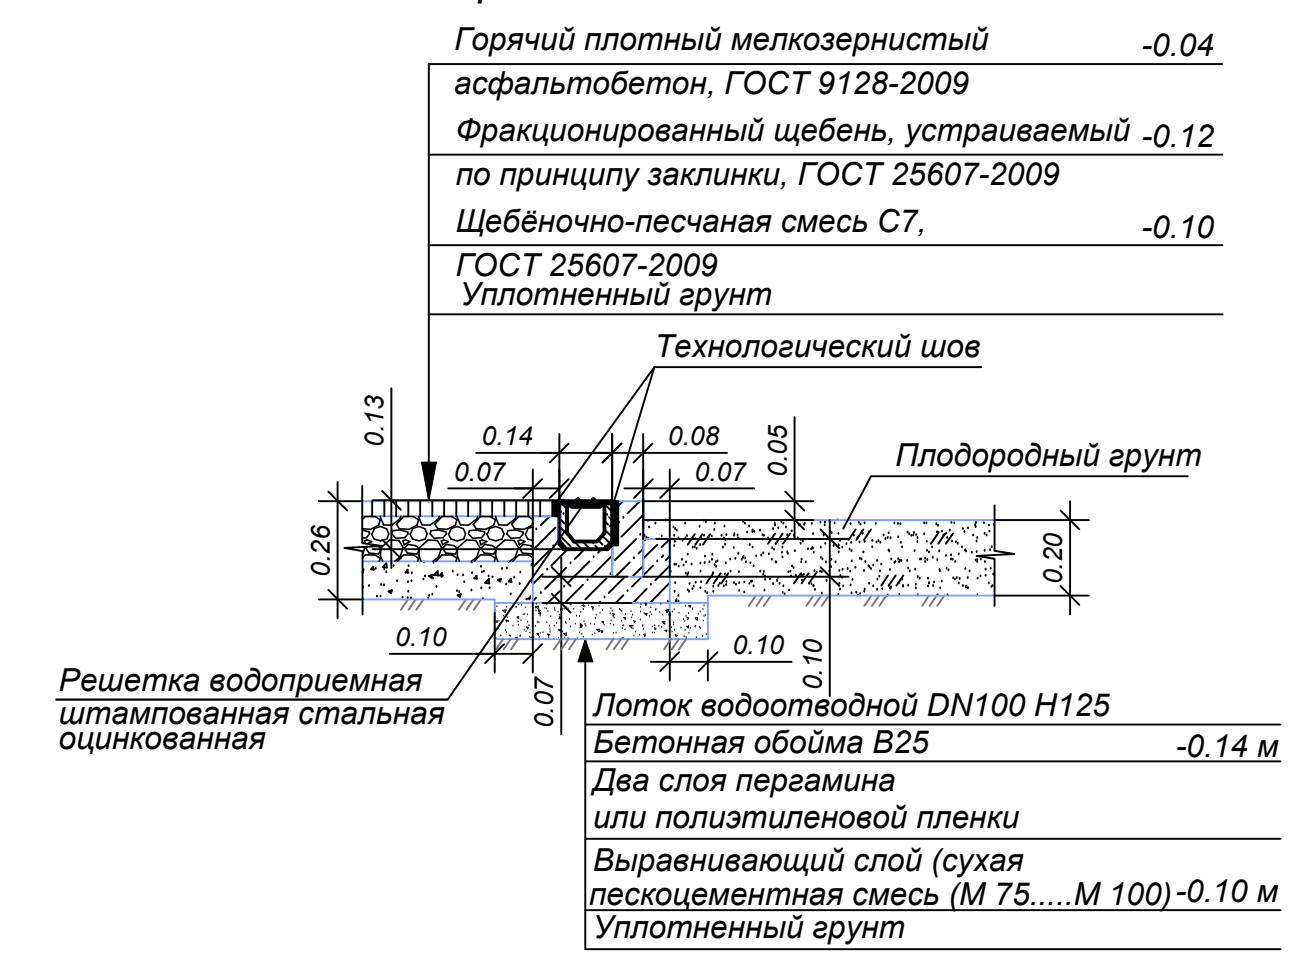 Горячий плотный мелкозернистый -0.04
асфальтобетон, ГОСТ 9128-2009
Фракционированный щебень, устраиваемый -0.12
по принципу заклинки, ГОСТ 25607-2009
Щебёночно-песчаная смесь С7, -0.10
ГОСТ 25607-2009
Уплотненный грунт
Технологический шов
0.13
0.14
0.08
0.05
0.07
0.07
Плодородный грунт
0.26
0.20
0.10
0.10
0.10
0.07
Решетка водоприемная
штампованная стальная
оцинкованная
Лоток водоотводной DN100 H125
Бетонная обойма В25 -0.14 м
Два слоя пергамина
или полиэтиленовой пленки
Выравнивающий слой (сухая
пескоцементная смесь (М 75.....М 100) -0.10 м
Уплотненный грунт